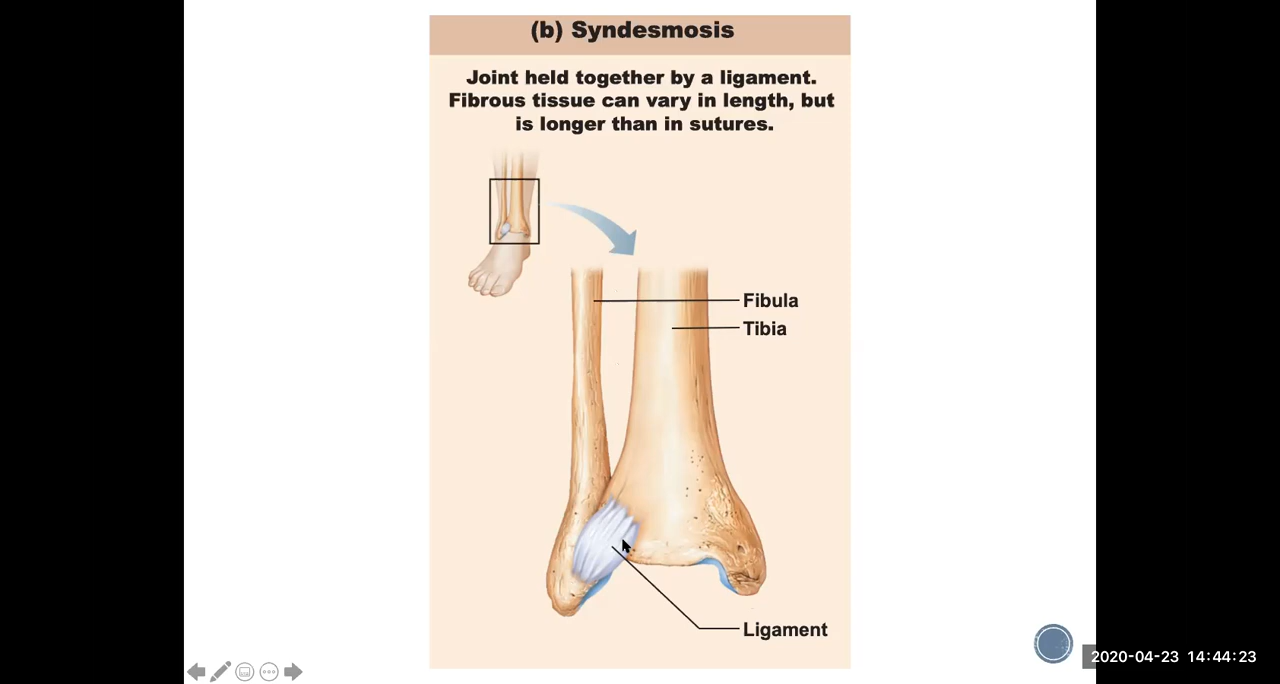 (b) Syndesmosis
Joint held together by a ligament.
Fibrous tissue can vary in length, but
is longer than in sutures.
Fibula
Tibia
Ligament
2020-04-23 14:44:23